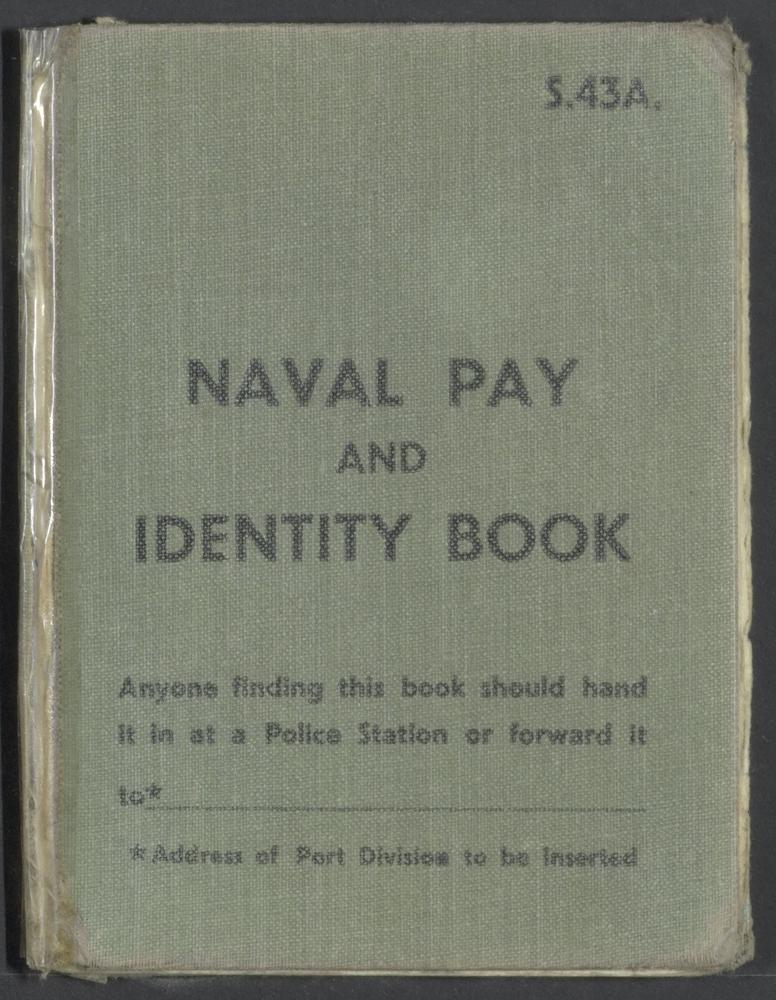 S.43A.
NAVAL PAY
AND
IDENTITY BOOK
Anyone finding this book should hand
it in at a Police Station or forward it
to*
*Address of Port Division to be inserted